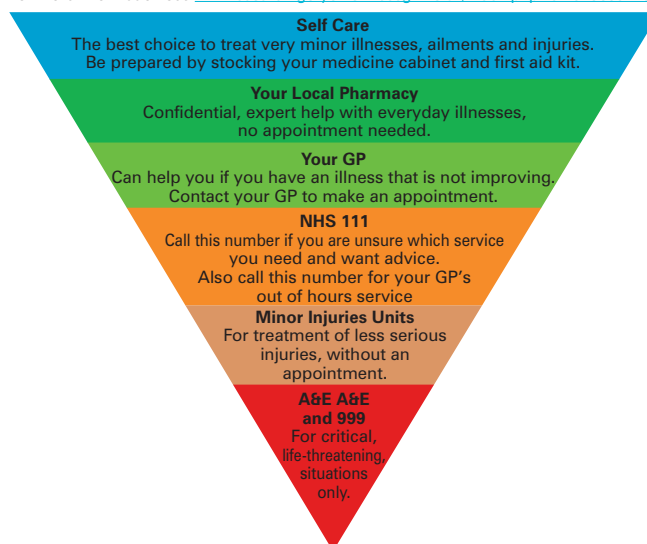 Self Care
The best choice to treat very minor illnesses, ailments and injuries.
Be prepared by stocking your medicine cabinet and first aid kit.
Your Local Pharmacy
Confidential, expert help with everyday illnesses,
no appointment needed.
Your GP
Can help you if you have an illness that is not improving.
Contact your GP to make an appointment.
NHS 111
Call this number if you are unsure which service
you need and want advice.
Also call this number for your GP's
out of hours service
Minor Injuries Units
For treatment of less serious
injuries, without an
appointment.
A&E A&E
and 999
For critical,
life-threatening,
situations
only.